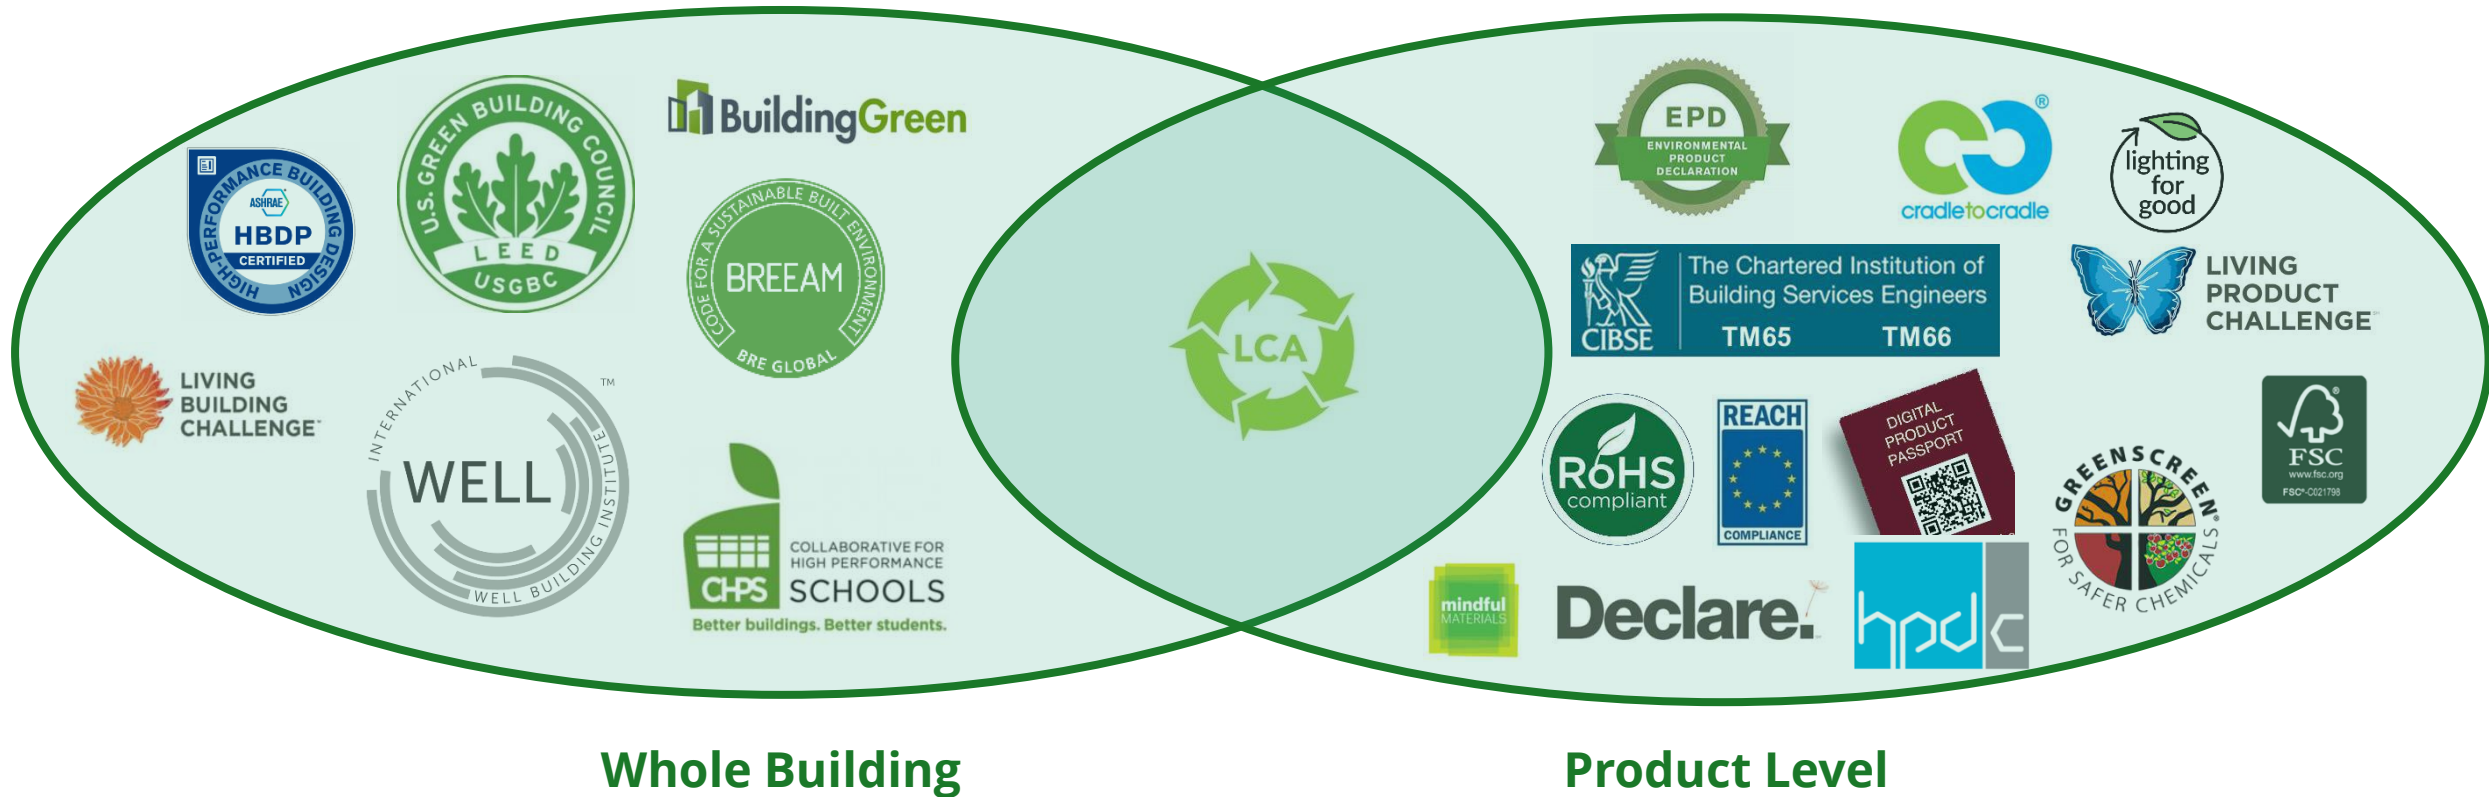 HIGH-PERFORMANCE BUILDING DESIGN
ASHRAE
HBDP
CERTIFIED
U.S. GREEN BUILDING COUNCIL
LEED
USGBC
BuildingGreen
CODE FOR A SUSTAINABLE BUILT ENVIRONMENT
BREEAM
BRE GLOBAL
LIVING
BUILDING
CHALLENGE
INTERNATIONAL
WELL
WELL BUILDING INSTITUTE
TM
CHPS
COLLABORATIVE FOR
HIGH PERFORMANCE
SCHOOLS
Better buildings. Better students.
LCA
EPD
ENVIRONMENTAL
PRODUCT
DECLARATION
cradletocradle
®
lighting
for
good
CIBSE
The Chartered Institution of
Building Services Engineers
TM65 TM66
LIVING
PRODUCT
CHALLENGE
RoHS
compliant
REACH
COMPLIANCE
DIGITAL
PRODUCT
PASSPORT
GREENSCREEN®
FOR SAFER CHEMICALS
FSC
®
www.fsc.org
FSC®-C021798
mindful
MATERIALS
Declare.
hpdc
Whole Building
Product Level